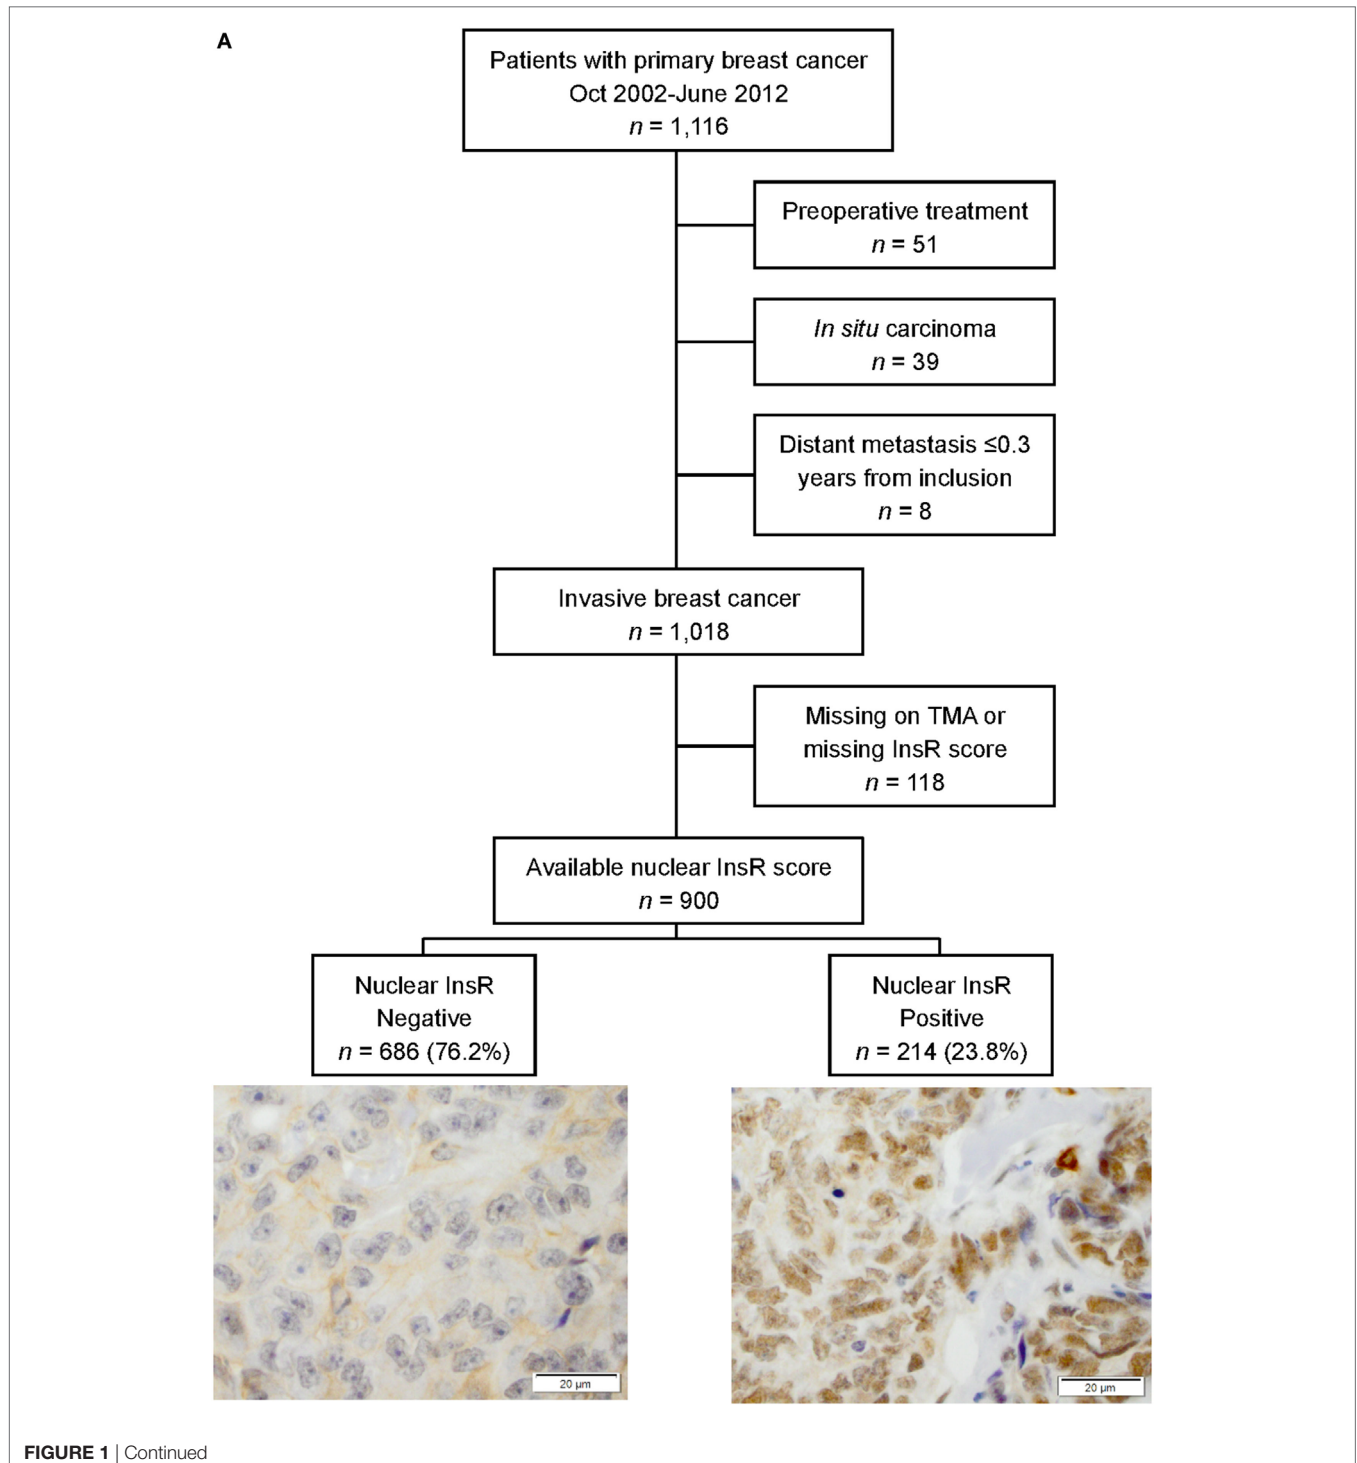 A
Patients with primary breast cancer
Oct 2002-June 2012
n = 1,116
Preoperative treatment
n = 51
In situ carcinoma
n = 39
Distant metastasis ≤0.3
years from inclusion
n = 8
Invasive breast cancer
n = 1,018
Missing on TMA or
missing InsR score
n = 118
Available nuclear InsR score
n = 900
Nuclear InsR
Negative
n = 686 (76.2%)
Nuclear InsR
Positive
n = 214 (23.8%)
20 µm
20 µm
FIGURE 1 | Continued